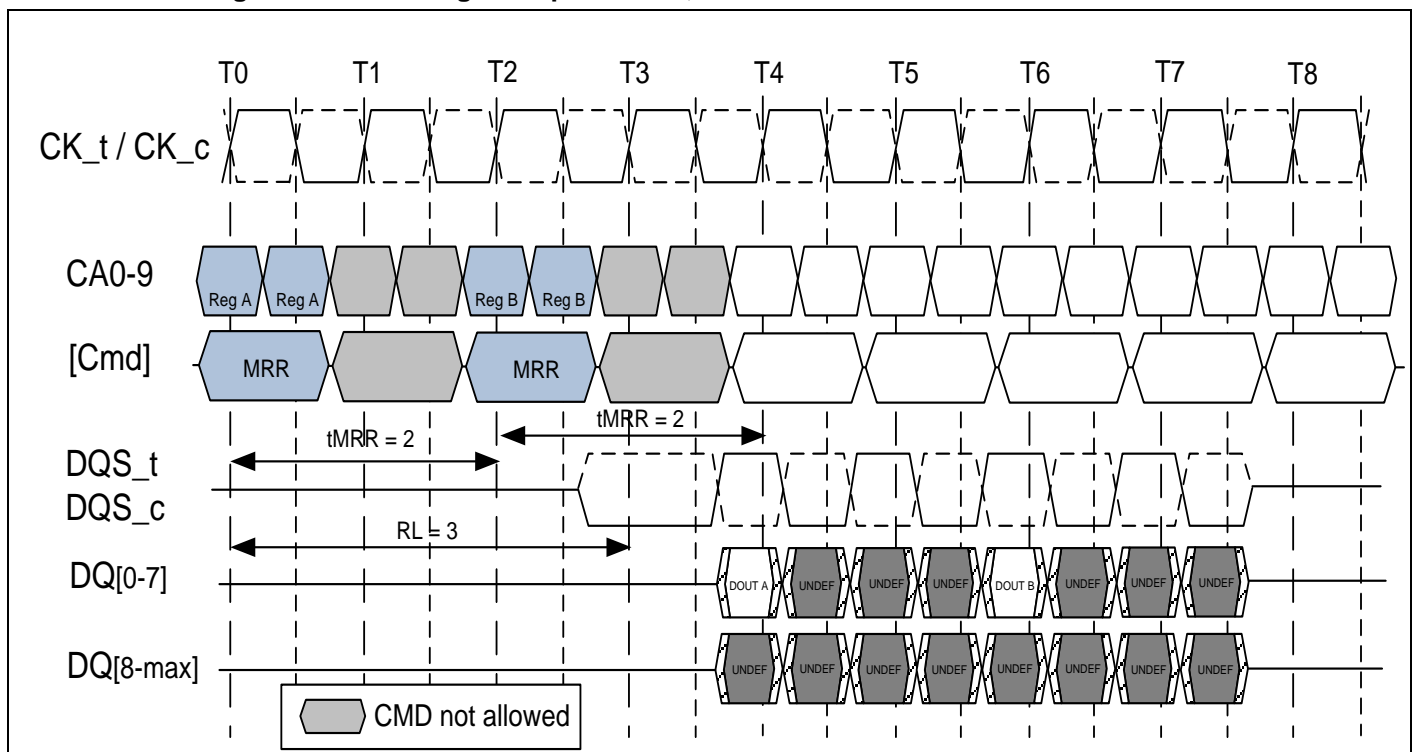 T0 T1 T2 T3 T4 T5 T6 T7 T8
CK_t / CK_c
CA0-9
Reg A Reg A Reg B Reg B
[Cmd]
MRR MRR
tMRR = 2 tMRR = 2
DQS_t
DQS_c
RL = 3
DQ[0-7]
DOUT A UNDEF UNDEF UNDEF DOUT B UNDEF UNDEF UNDEF
DQ[8-max]
UNDEF UNDEF UNDEF UNDEF UNDEF UNDEF UNDEF UNDEF
CMD not allowed